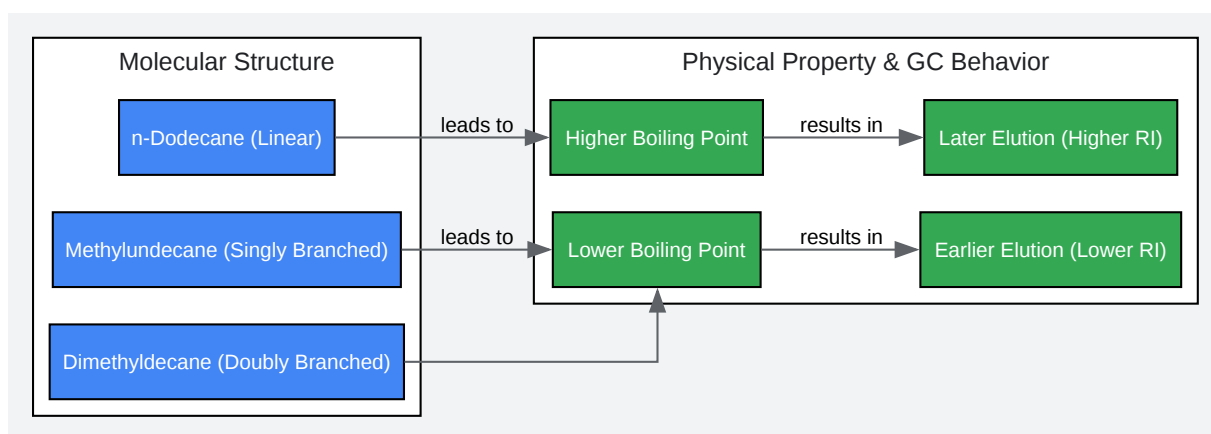 Molecular Structure
Physical Property & GC Behavior
n-Dodecane (Linear)
leads to
Higher Boiling Point
results in
Later Elution (Higher RI)
Methylundecane (Singly Branched)
leads to
Lower Boiling Point
results in
Earlier Elution (Lower RI)
Dimethyldecane (Doubly Branched)